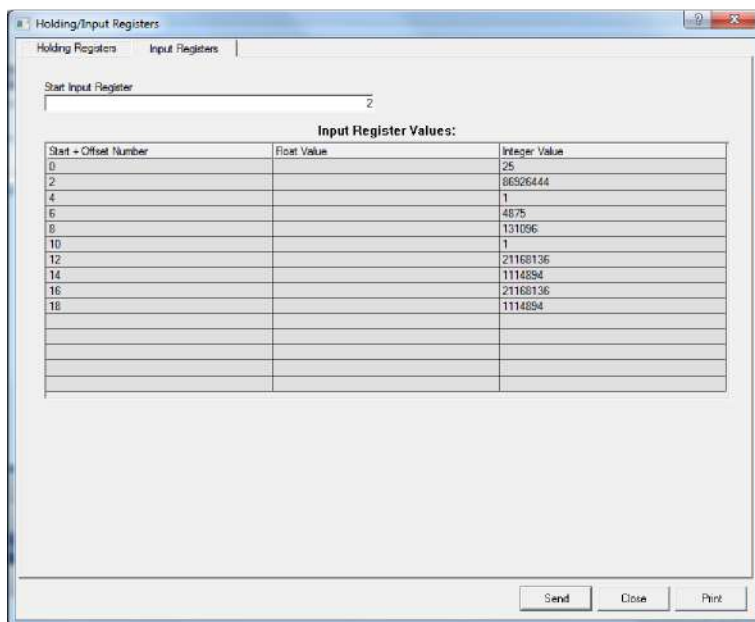 Holding/Input Registers
Holding Registers Input Registers
Start Input Register
2
Input Register Values:
Start + Offset Number Float Value Integer Value
0 25
2 86926444
4 1
6 4875
8 131096
10 1
12 21168136
14 1114894
16 21168136
18 1114894
Send Close Print